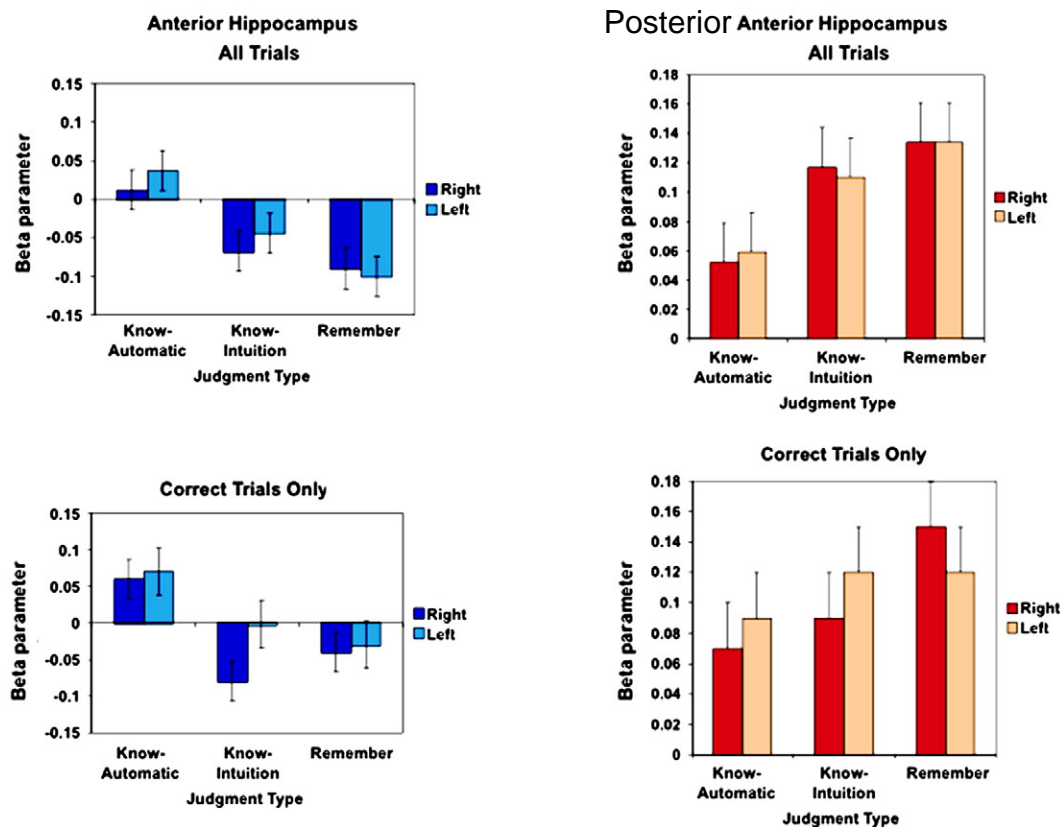 Anterior Hippocampus
All Trials
0.15
0.1
0.05
0
-0.05
-0.1
-0.15
Beta parameter
Right
Left
Know-
Automatic
Know-
Intuition
Remember
Judgment Type
Posterior Anterior Hippocampus
All Trials
0.18
0.16
0.14
0.12
0.1
0.08
0.06
0.04
0.02
0
Beta parameter
Right
Left
Know-
Automatic
Know-
Intuition
Remember
Judgment Type
Correct Trials Only
0.15
0.1
0.05
0
-0.05
-0.1
-0.15
Beta parameter
Right
Left
Know-
Automatic
Know-
Intuition
Remember
Judgment Type
Correct Trials Only
0.18
0.16
0.14
0.12
0.1
0.08
0.06
0.04
0.02
0
Beta parameter
Right
Left
Know-
Automatic
Know-
Intuition
Remember
Judgment Type